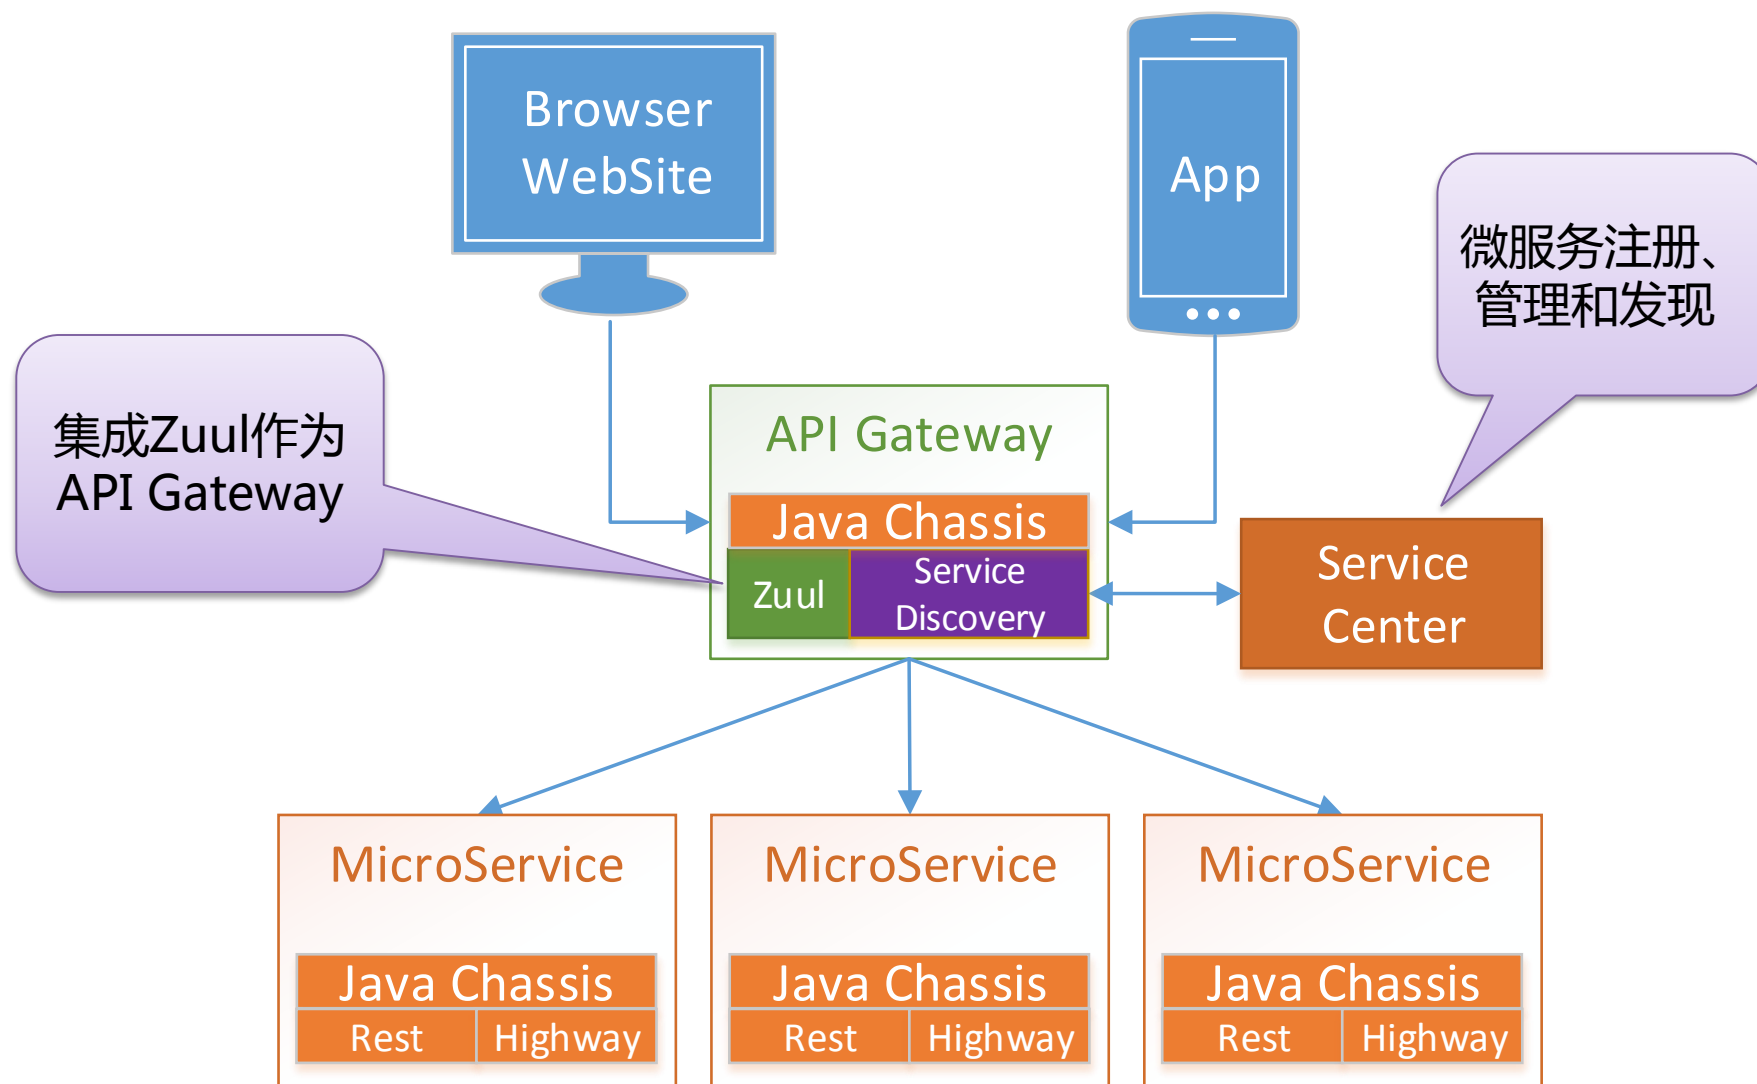 Browser
WebSite
App
微服务注册、
管理和发现
集成Zuul作为
API Gateway
API Gateway
Java Chassis
Zuul
Service
Discovery
Service
Center
MicroService
Java Chassis
Rest
Highway
MicroService
Java Chassis
Rest
Highway
MicroService
Java Chassis
Rest
Highway